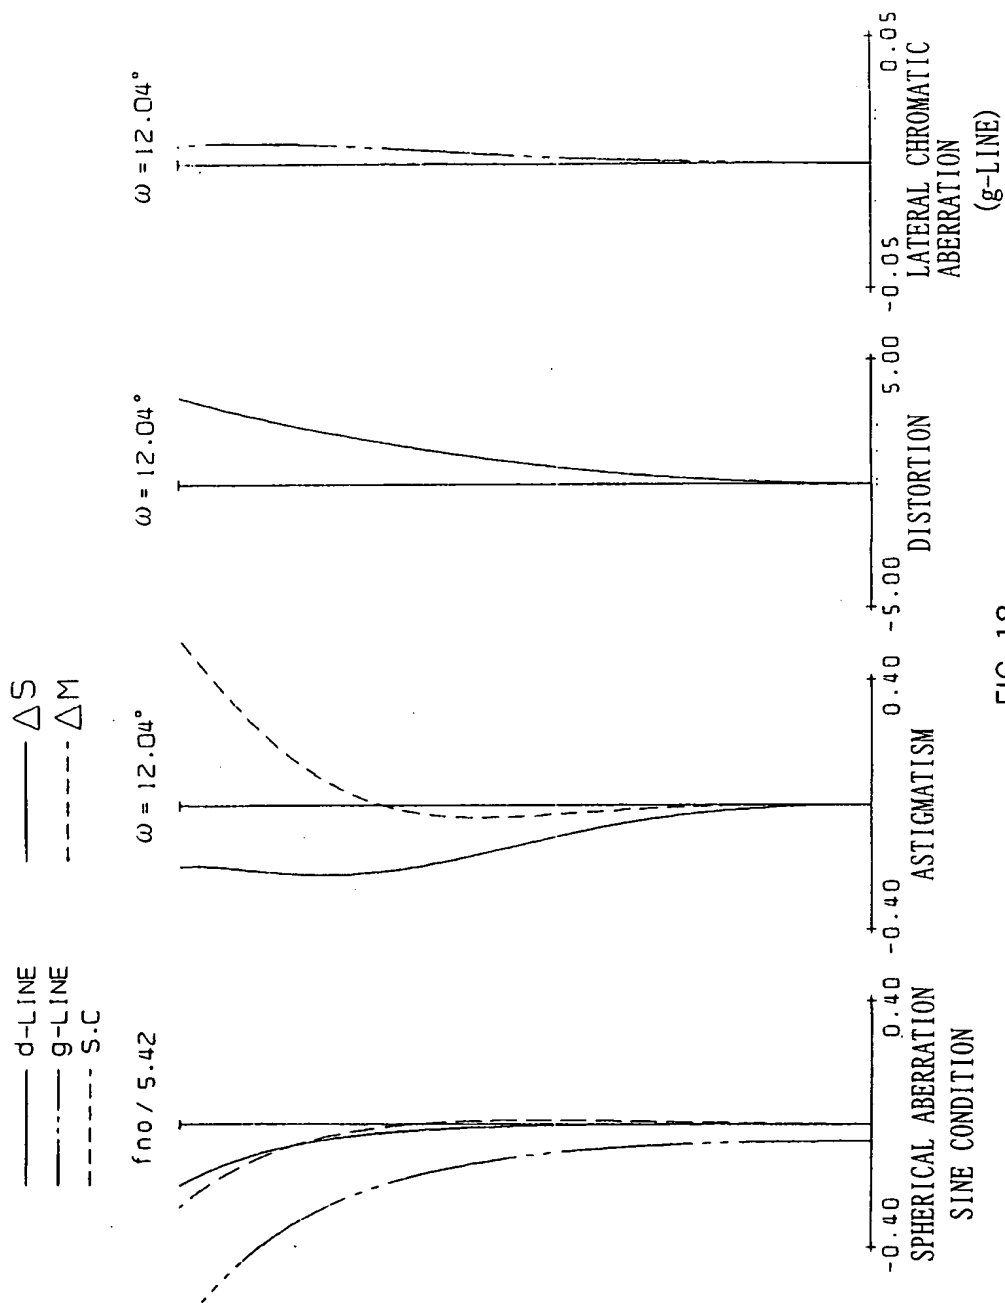 d-LINE
g-LINE
S.C
ΔS
ΔM
fno/5.42
-0.40
0.40
SPHERICAL ABERRATION
SINE CONDITION
ω=12.04°
-0.40
0.40
ASTIGMATISM
ω=12.04°
-5.00
5.00
DISTORTION
ω=12.04°
-0.05
0.05
LATERAL CHROMATIC
ABERRATION
(g-LINE)